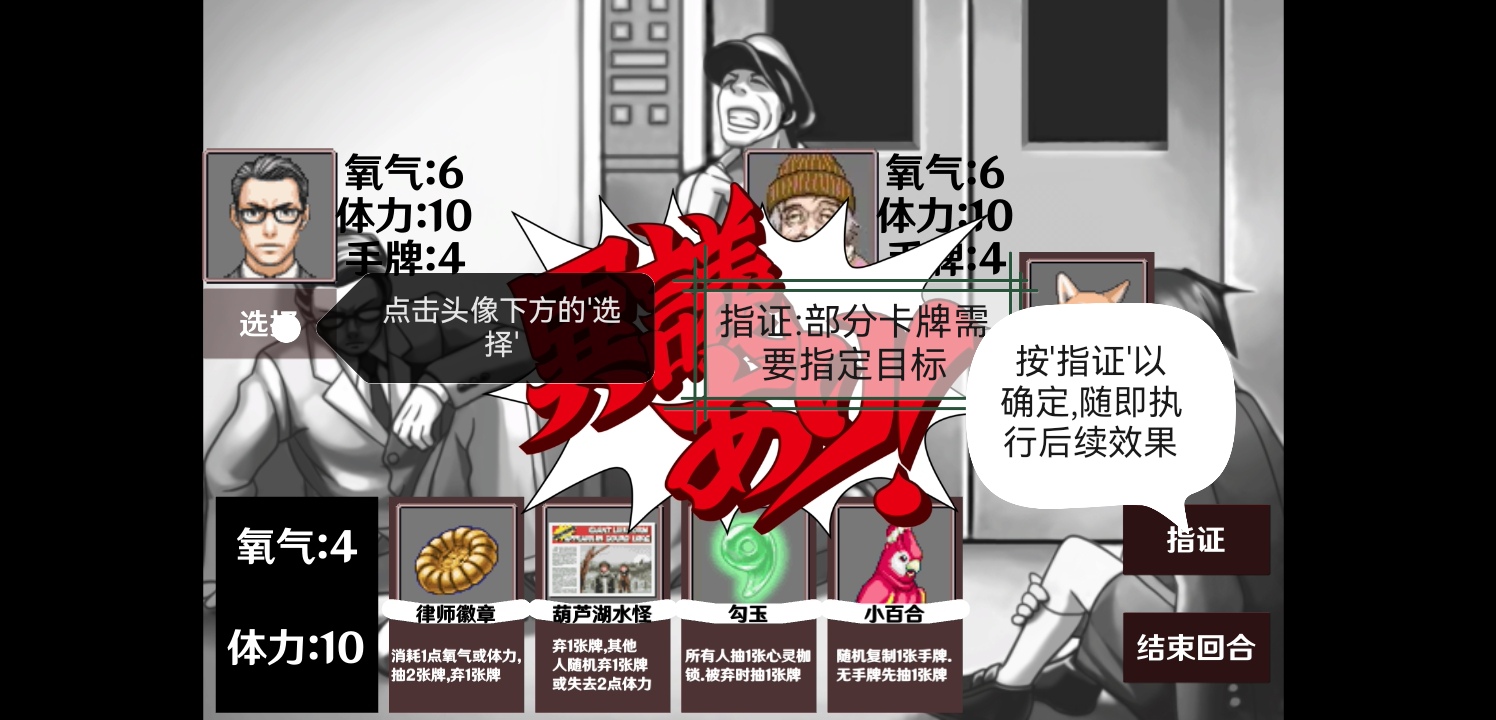 氧气:6
体力:10
手牌:4
氧气:6
体力:10
手牌:4
选择
点击头像下方的'选
择'
異議
あり!
指证:部分卡牌需
要指定目标
按'指证'以
确定,随即执
行后续效果
氧气:4
体力:10
律师徽章
消耗1点氧气或体力,
抽2张牌,弃1张牌
葫芦湖水怪
弃1张牌,其他
人随机弃1张牌
或失去2点体力
勾玉
所有人抽1张心灵枷
锁.被弃时抽1张牌
小百合
随机复制1张手牌.
无手牌先抽1张牌
指证
结束回合